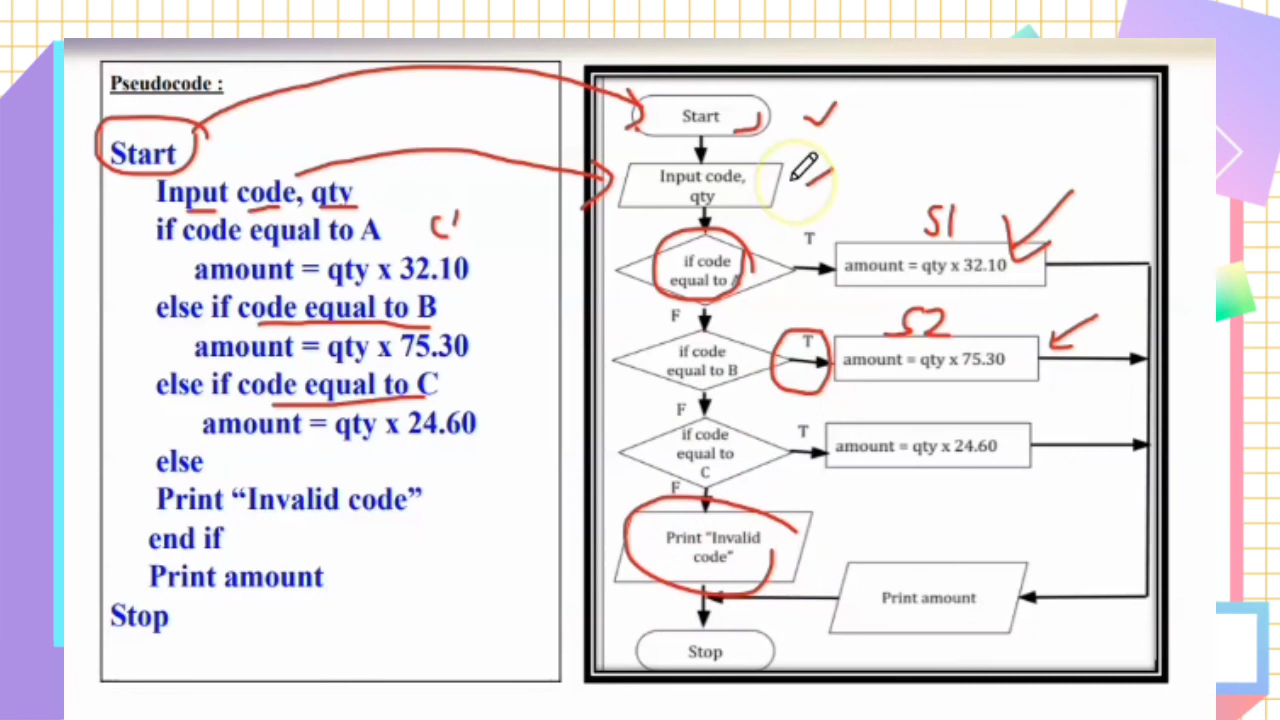 Pseudocode :
Start
Input code, qty
if code equal to A
amount = qty x 32.10
else if code equal to B
amount = qty x 75.30
else if code equal to C
amount = qty x 24.60
else
Print “Invalid code”
end if
Print amount
Stop
Start
Input code,
qty
if code
equal to A
T
S1
amount = qty x 32.10
F
if code
equal to B
T
S2
amount = qty x 75.30
F
if code
equal to
C
T
amount = qty x 24.60
F
Print "Invalid
code"
Print amount
Stop